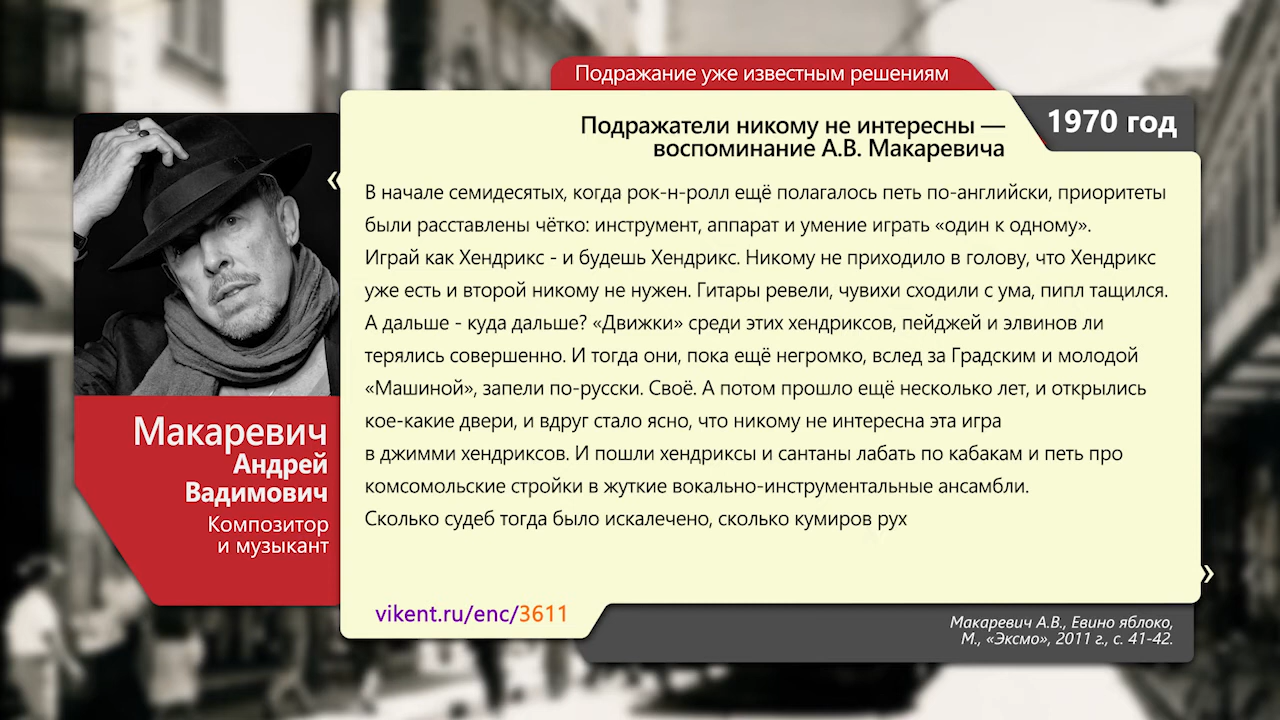 Подражание уже известным решениям
1970 год
Подражатели никому не интересны —
воспоминание А.В. Макаревича
«
В начале семидесятых, когда рок-н-ролл ещё полагалось петь по-английски, приоритеты
были расставлены чётко: инструмент, аппарат и умение играть «один к одному».
Играй как Хендрикс - и будешь Хендрикс. Никому не приходило в голову, что Хендрикс
уже есть и второй никому не нужен. Гитары ревели, чувихи сходили с ума, пипл тащился.
А дальше - куда дальше? «Движки» среди этих хендриксов, пейджей и элвинов ли
терялись совершенно. И тогда они, пока ещё негромко, вслед за Градским и молодой
«Машиной», запели по-русски. Своё. А потом прошло ещё несколько лет, и открылись
кое-какие двери, и вдруг стало ясно, что никому не интересна эта игра
в джимми хендриксов. И пошли хендриксы и сантаны лабать по кабакам и петь про
комсомольские стройки в жуткие вокально-инструментальные ансамбли.
Сколько судеб тогда было искалечено, сколько кумиров рух
»
Макаревич
Андрей
Вадимович
Композитор
и музыкант
vikent.ru/enc/3611
Макаревич А.В., Евино яблоко,
М., «Эксмо», 2011 г., с. 41-42.